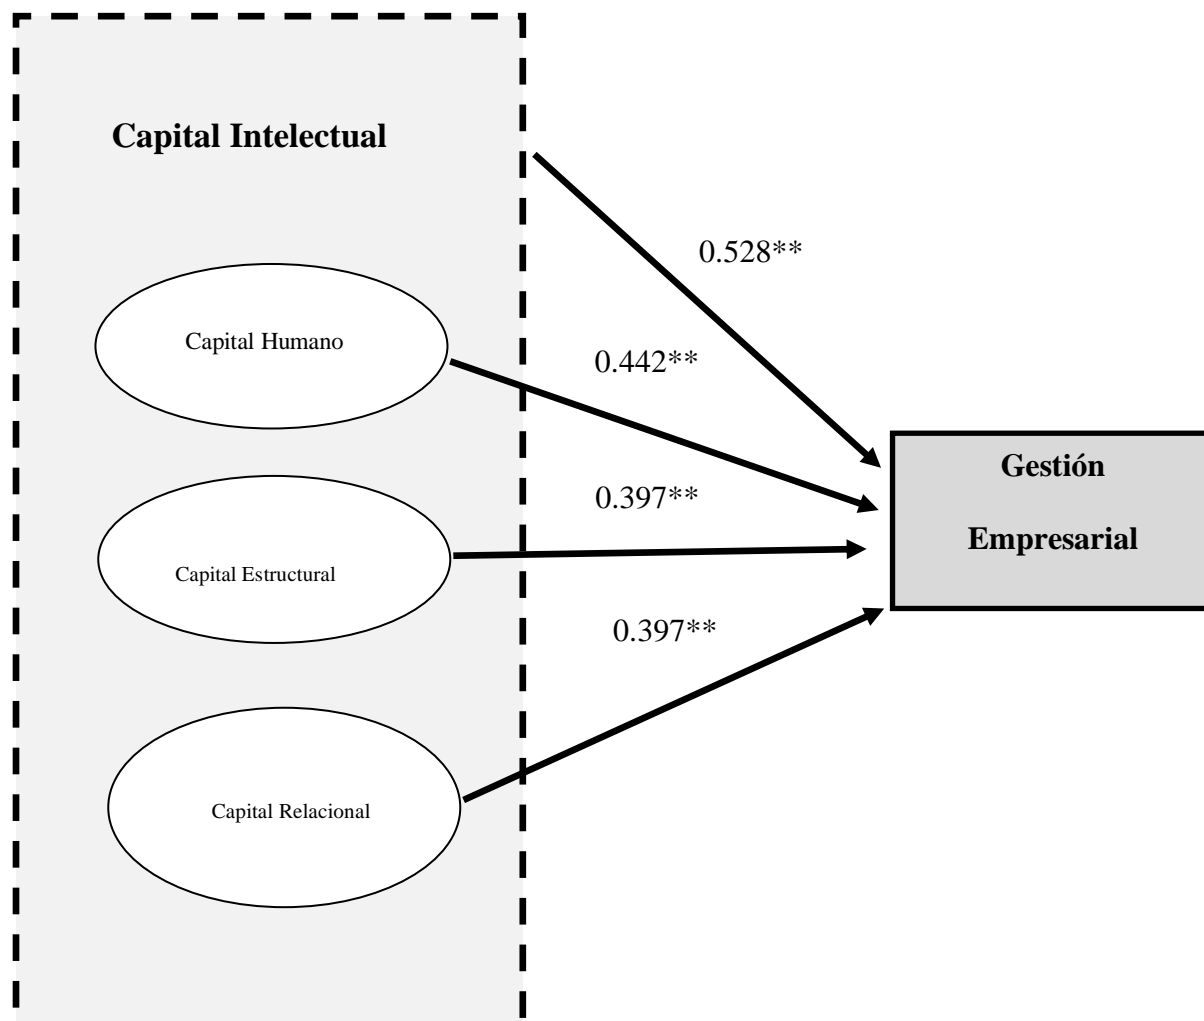 Capital Intelectual
0.528**
Capital Humano
0.442**
Gestión
Empresarial
0.397**
Capital Estructural
0.397**
Capital Relacional